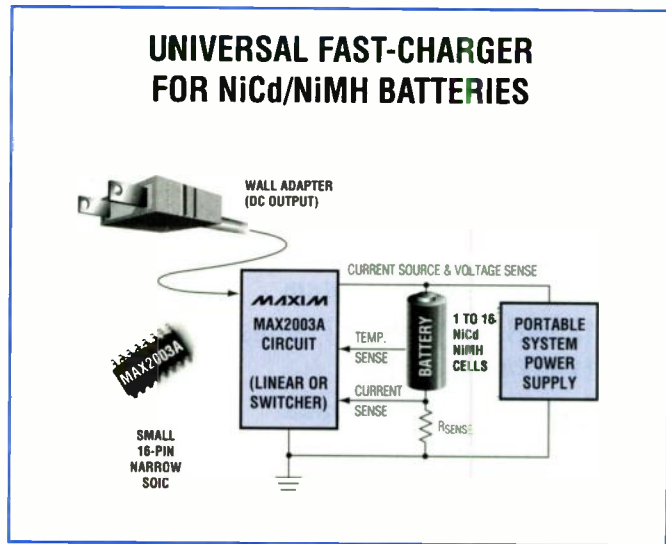 UNIVERSAL FAST-CHARGER
FOR NiCd/NiMH BATTERIES
WALL ADAPTER
(DC OUTPUT)
CURRENT SOURCE & VOLTAGE SENSE
MAXIM
MAX2003A
CIRCUIT
(LINEAR OR
SWITCHER)
TEMP.
SENSE
CURRENT
SENSE
BATTERY
1 TO 16
NiCd
NiMH
CELLS
RSENSE
PORTABLE
SYSTEM
POWER
SUPPLY
MAX2003A
SMALL
16-PIN
NARROW
SOIC